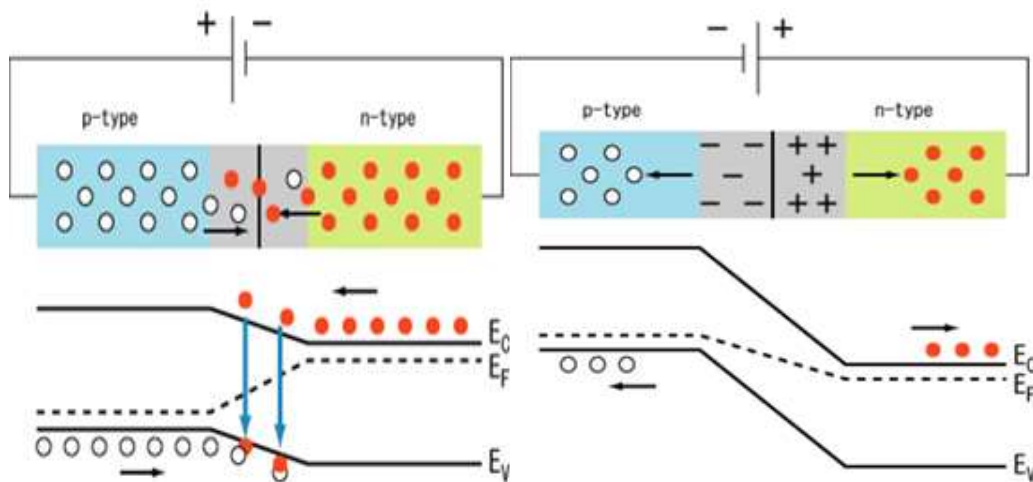 + -
p-type n-type
E_C
E_F
E_V
- +
p-type n-type
- - + +
- +
- - + +
E_C
E_F
E_V